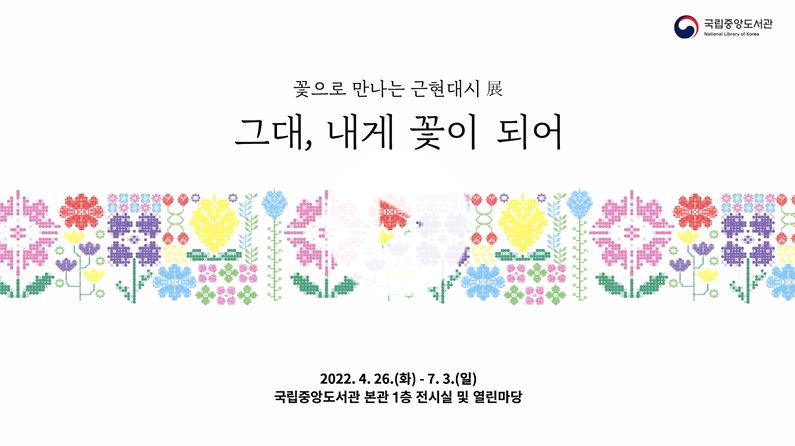 국립중앙도서관
National Library of Korea
꽃으로 만나는 근현대시 展
그대, 내게 꽃이 되어
2022. 4. 26.(화) - 7. 3.(일)
국립중앙도서관 본관 1층 전시실 및 열린마당